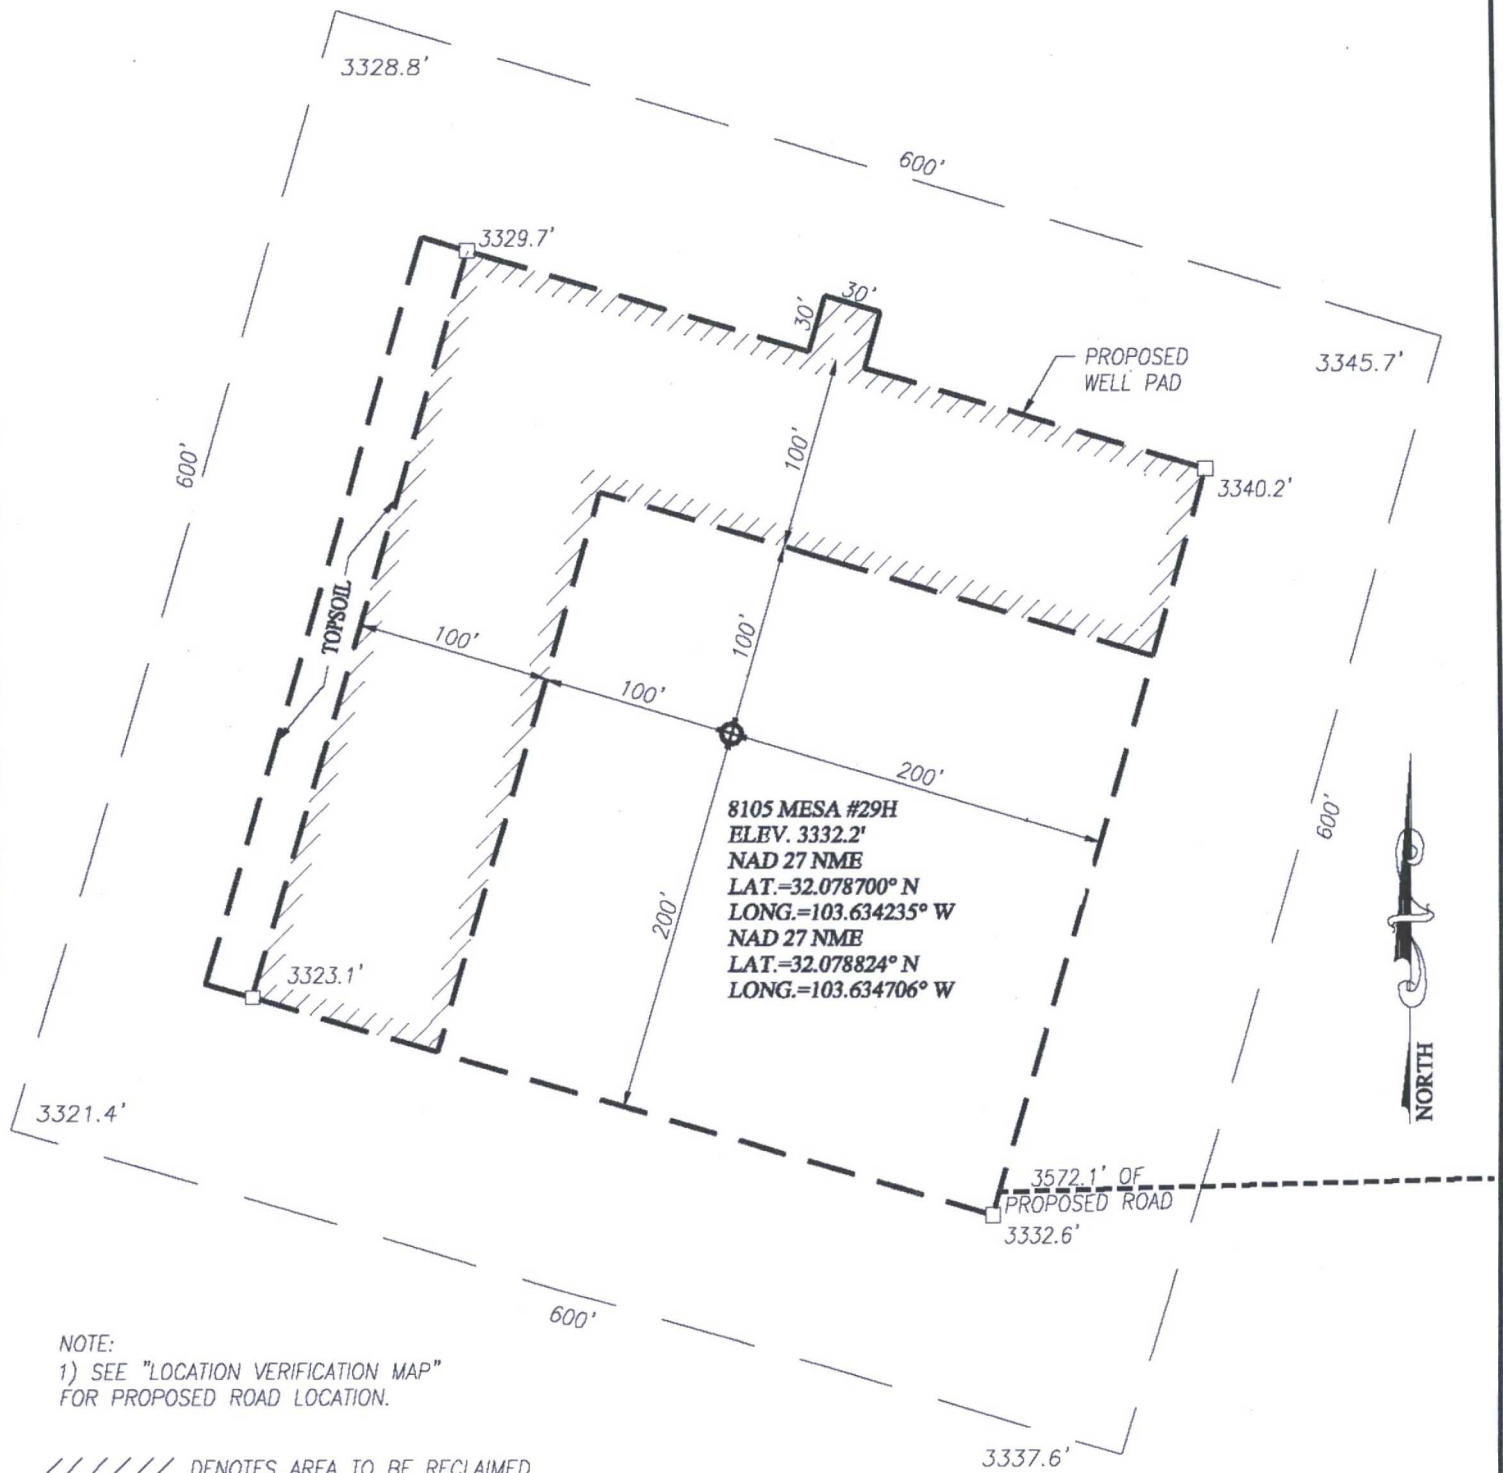 3328.8'
600'
3329.7'
30'
30'
PROPOSED
WELL PAD
3345.7'
600'
100'
3340.2'
TOPSOIL
100'
100'
100'
200'
600'
8105 MESA #29H
ELEV. 3332.2'
NAD 27 NME
LAT.=32.078700° N
LONG.=103.634235° W
NAD 27 NME
LAT.=32.078824° N
LONG.=103.634706° W
200'
3323.1'
NORTH
3321.4'
3572.1' OF
PROPOSED ROAD
3332.6'
600'
NOTE:
1) SEE "LOCATION VERIFICATION MAP"
FOR PROPOSED ROAD LOCATION.
3337.6'
////// DENOTES AREA TO BE RECLAIMED